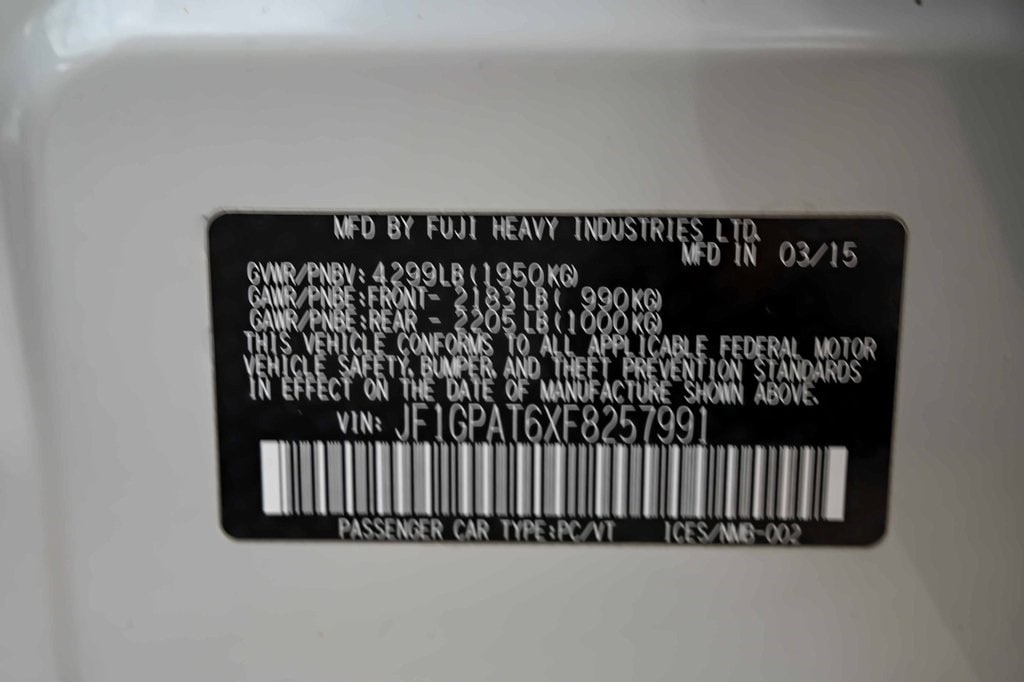 MFD BY FUJI HEAVY INDUSTRIES LTD.
MFD IN 03/15
GVWR/PNBV: 4299LB(1950KG)
GAWR/PNBE:FRONT- 2183LB( 990KG)
GAWR/PNBE:REAR - 2205LB(1000KG)
THIS VEHICLE CONFORMS TO ALL APPLICABLE FEDERAL MOTOR
VEHICLE SAFETY, BUMPER, AND THEFT PREVENTION STANDARDS
IN EFFECT ON THE DATE OF MANUFACTURE SHOWN ABOVE.
VIN: JF1GPAT6XF8257991
PASSENGER CAR TYPE:PC/VT ICES/NMB-002